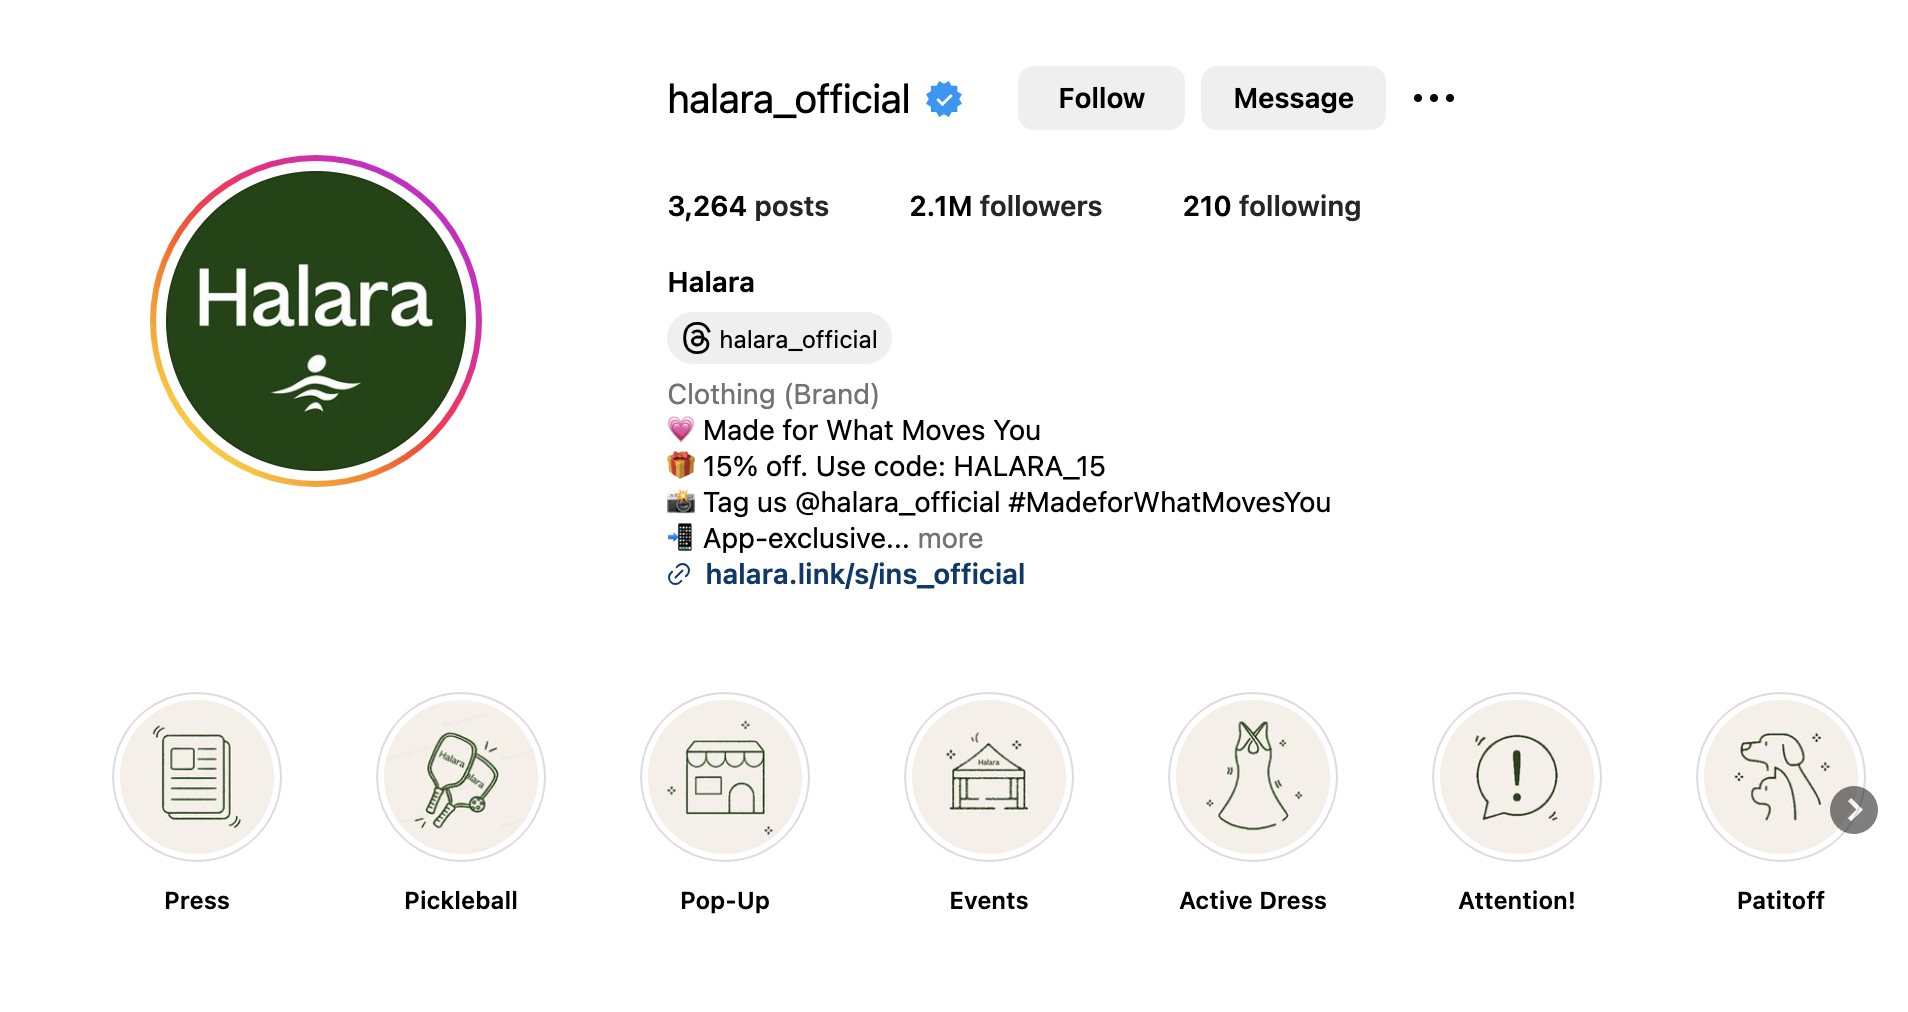 halara_official
Follow
Message
3,264 posts
2.1M followers
210 following
Halara
Halara
halara_official
Clothing (Brand)
💗 Made for What Moves You
🎁 15% off. Use code: HALARA_15
📸 Tag us @halara_official #MadeforWhatMovesYou
📲 App-exclusive... more
halara.link/s/ins_official
Halara
alara
Halara
Press
Pickleball
Pop-Up
Events
Active Dress
Attention!
Patitoff